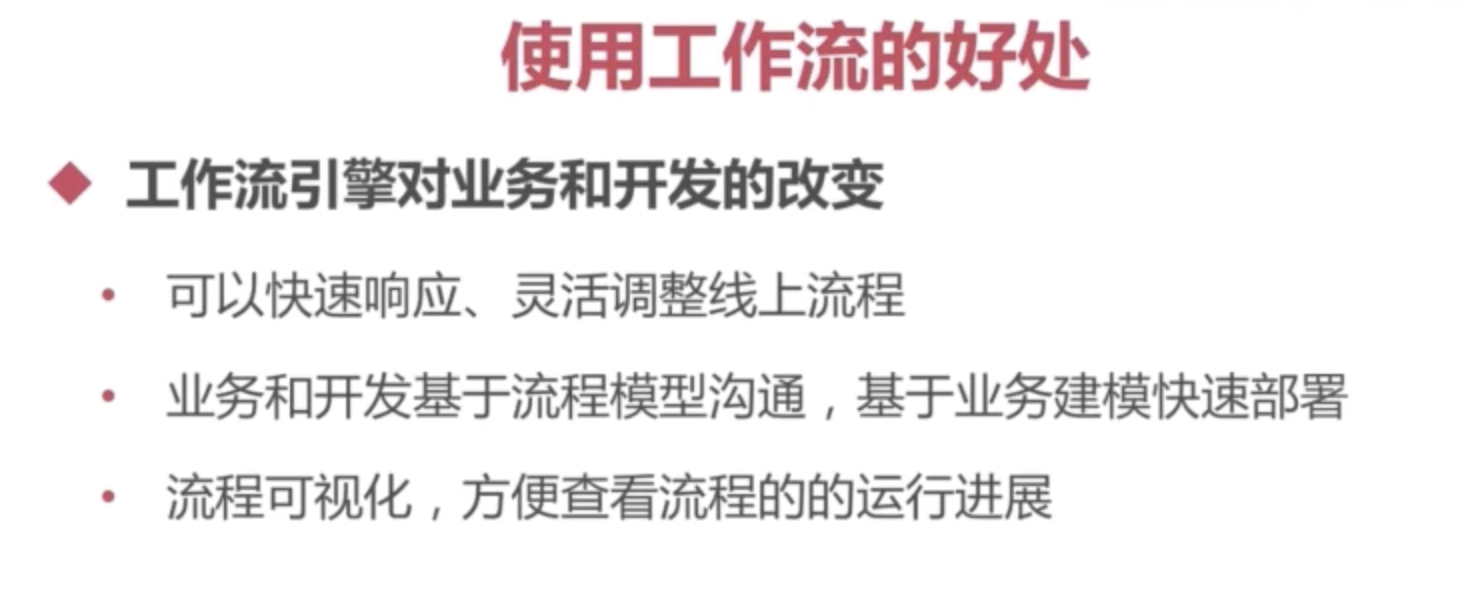 使用工作流的好处
工作流引擎对业务和开发的改变
可以快速响应、灵活调整线上流程
业务和开发基于流程模型沟通，基于业务建模快速部署
流程可视化，方便查看流程的的运行进展